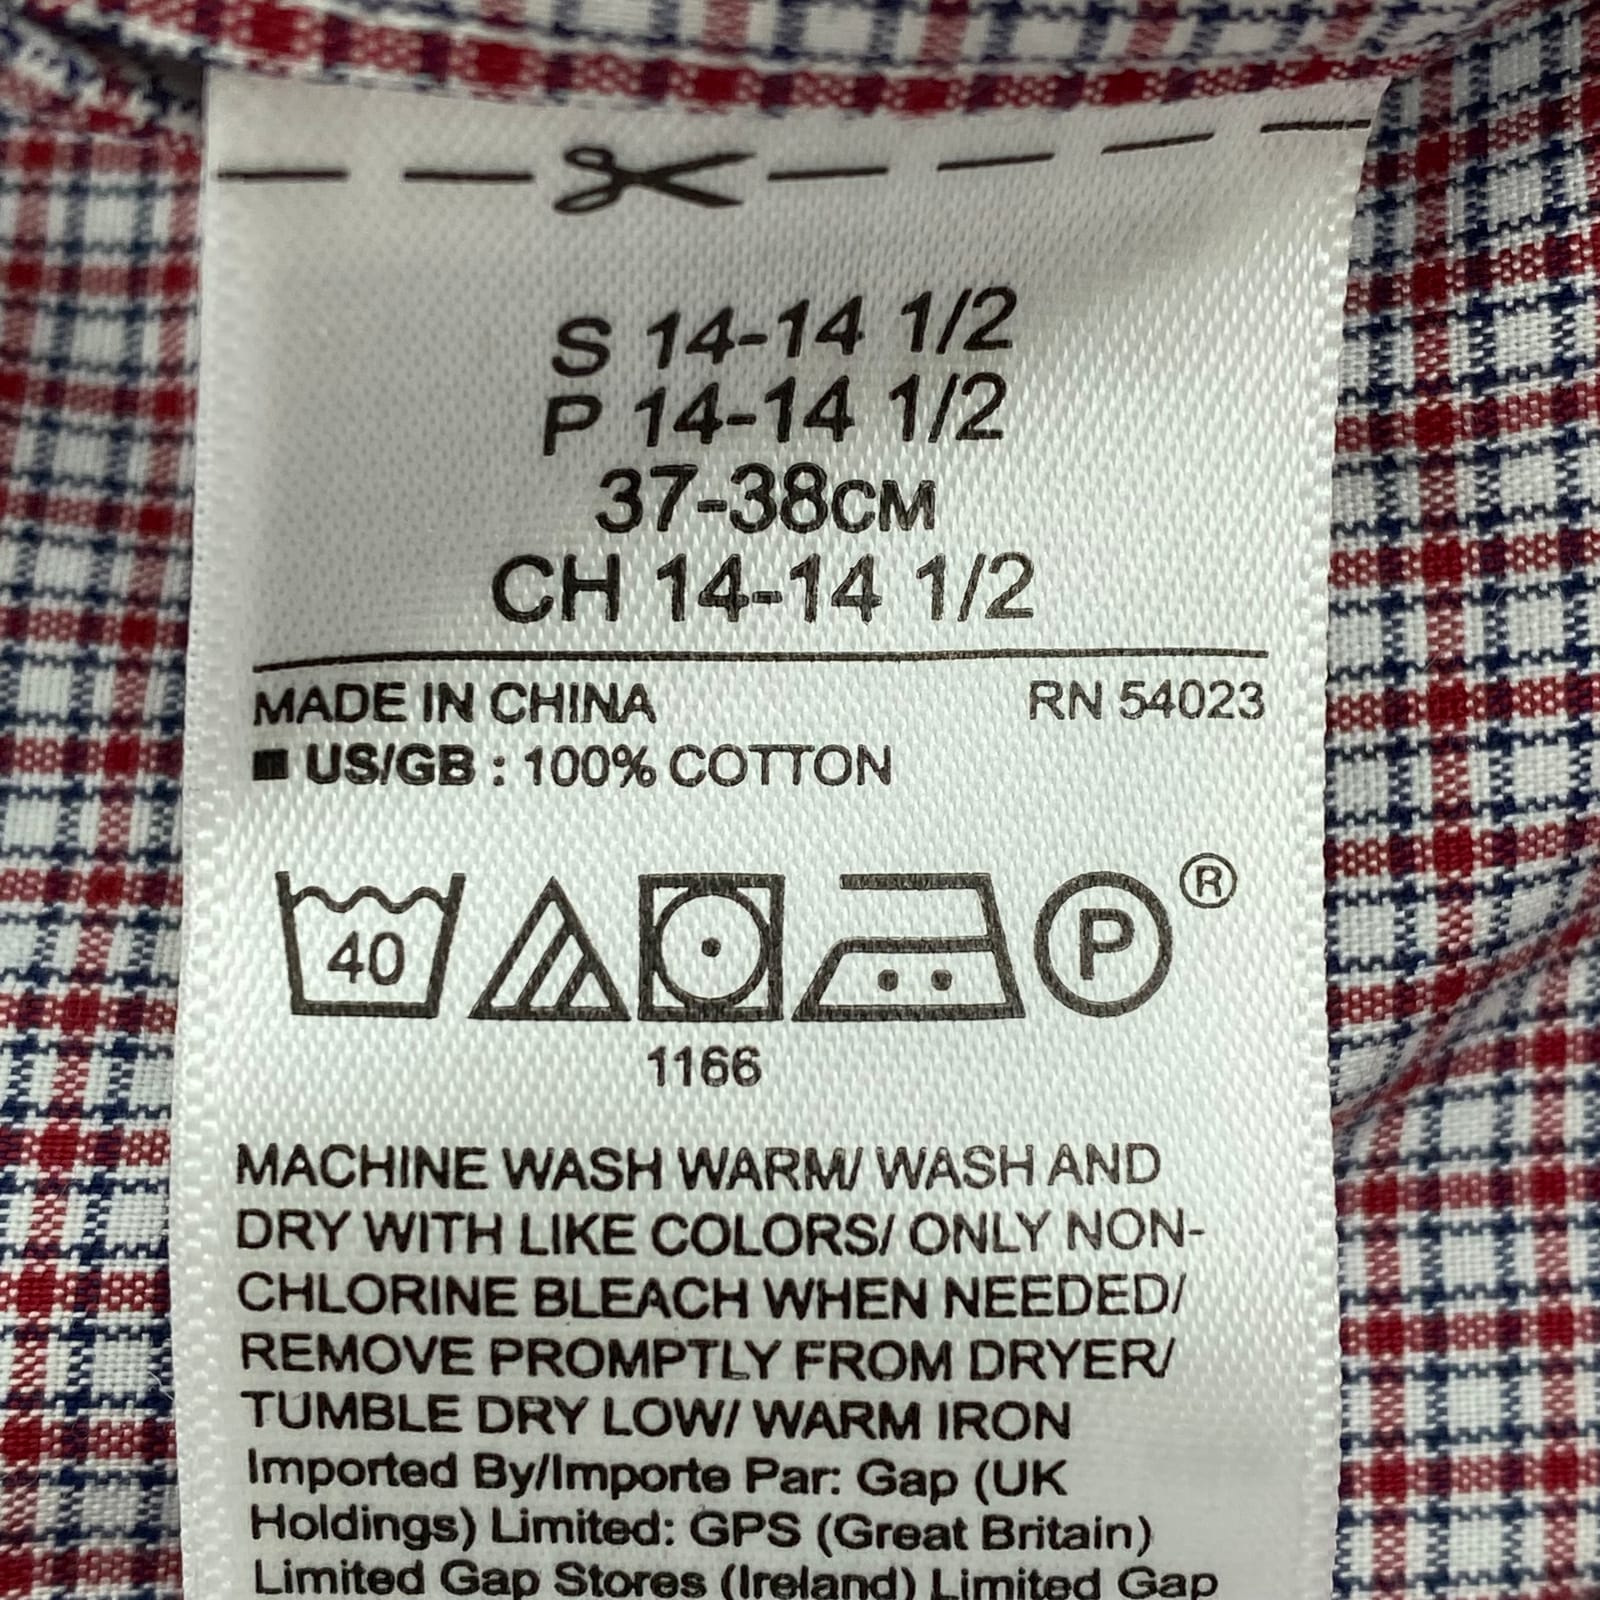 S 14-14 1/2
P 14-14 1/2
37-38CM
CH 14-14 1/2
MADE IN CHINA RN 54023
US/GB : 100% COTTON
40 P ®
1166
MACHINE WASH WARM/ WASH AND
DRY WITH LIKE COLORS/ ONLY NON-
CHLORINE BLEACH WHEN NEEDED/
REMOVE PROMPTLY FROM DRYER/
TUMBLE DRY LOW/ WARM IRON
Imported By/Importe Par: Gap (UK
Holdings) Limited: GPS (Great Britain)
Limited Gap Stores (Ireland) Limited Gap